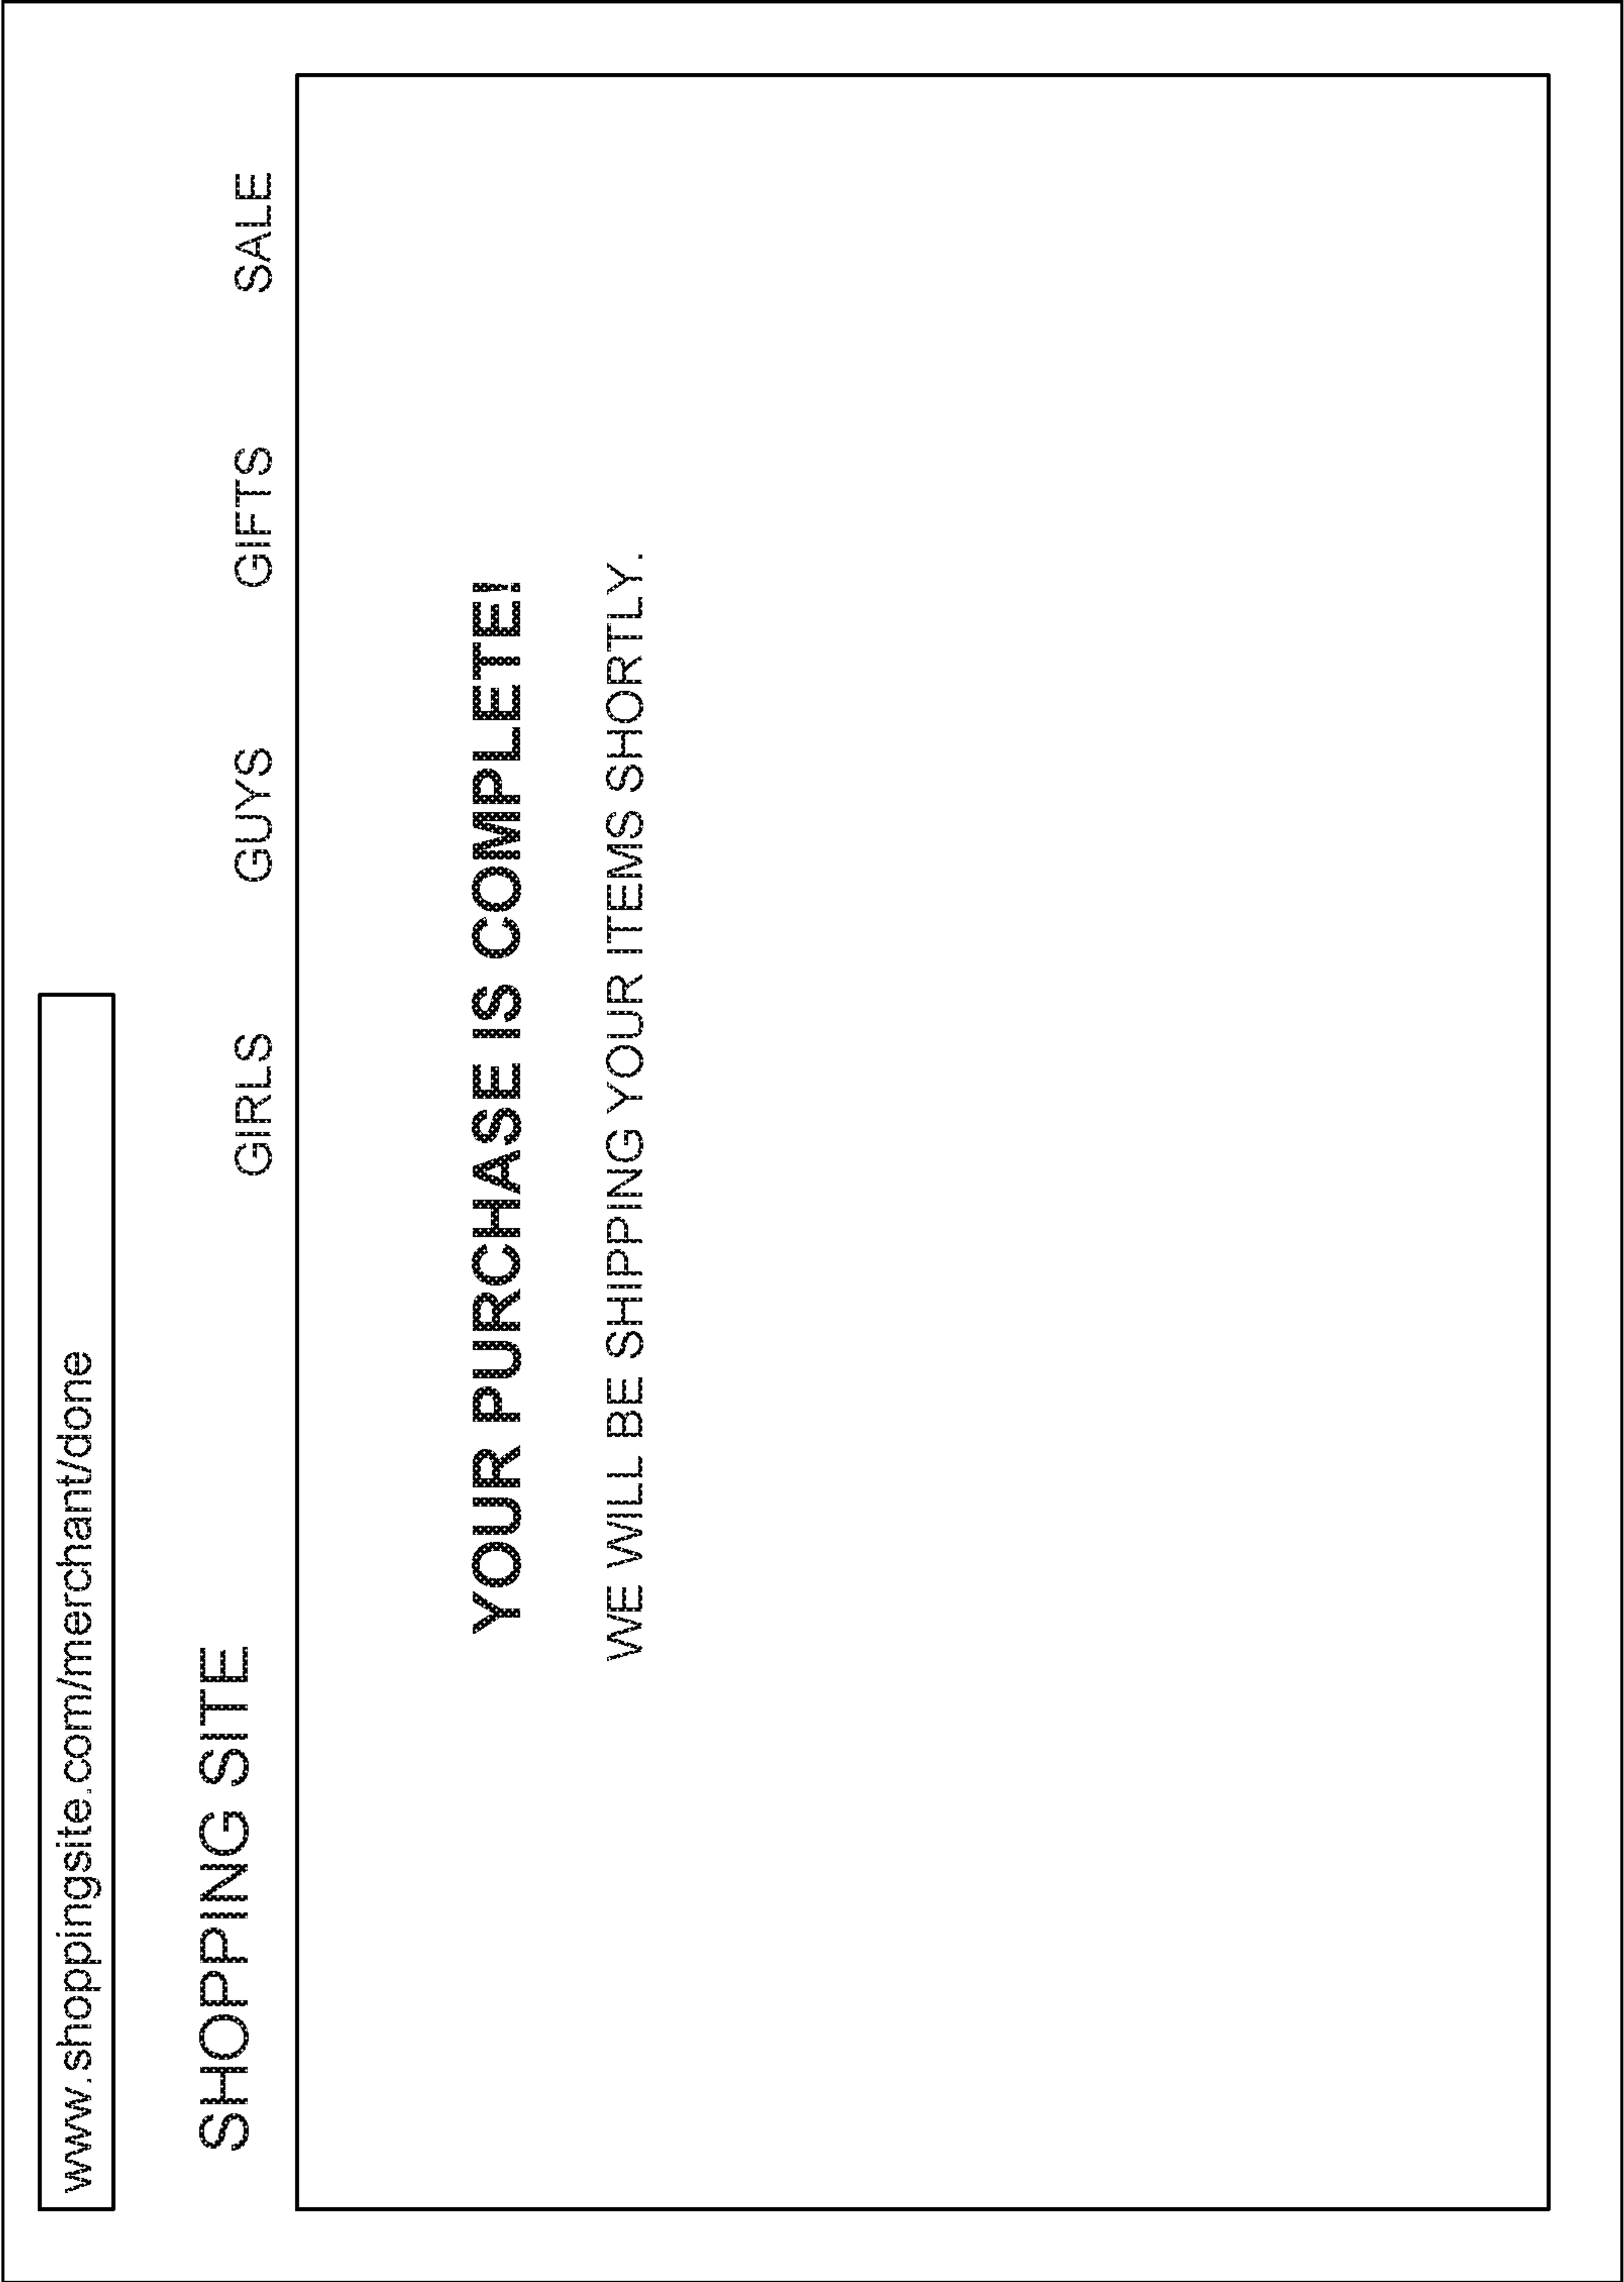 www.shoppingsite.com/merchant/done
SHOPPING SITE
GIRLS GUYS GIFTS SALE
YOUR PURCHASE IS COMPLETE!
WE WILL BE SHIPPING YOUR ITEMS SHORTLY.